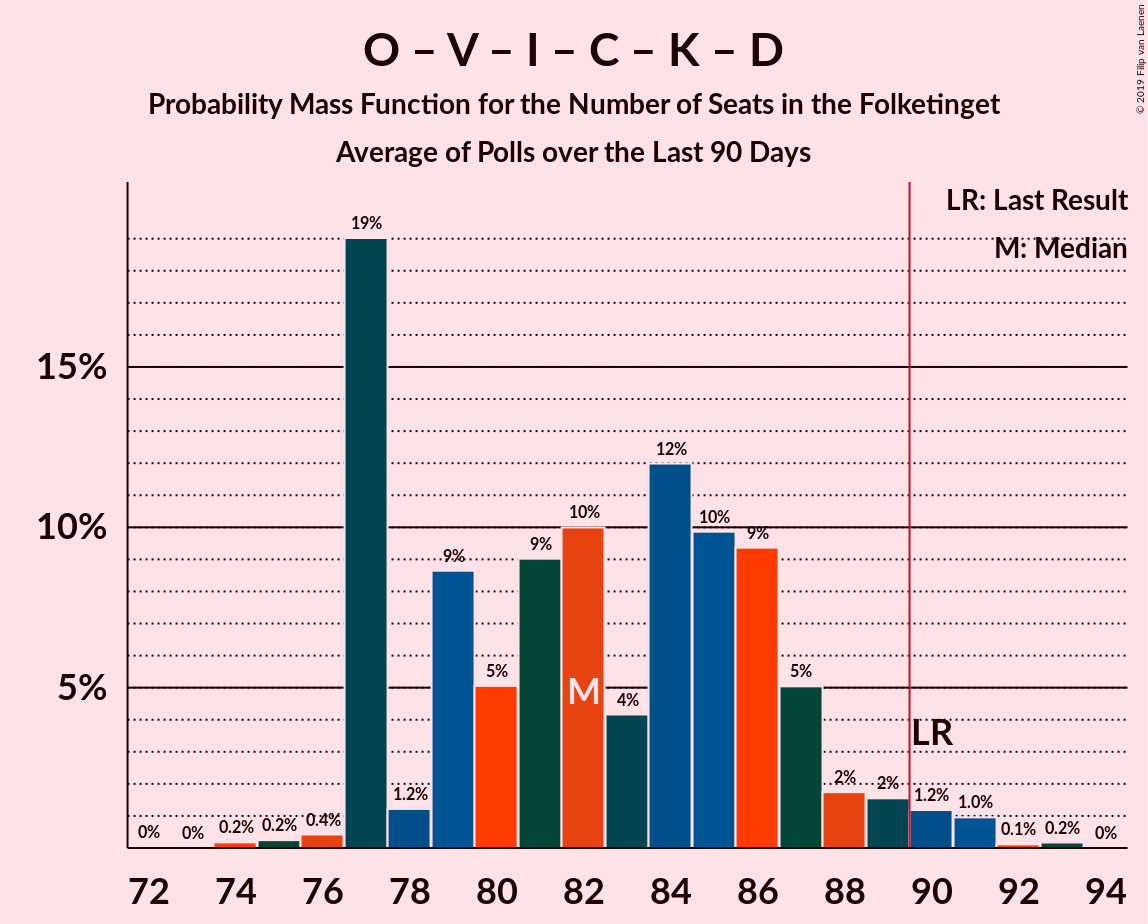 O – V – I – C – K – D
Probability Mass Function for the Number of Seats in the Folketinget
Average of Polls over the Last 90 Days
© 2019 Filip van Laenen
LR: Last Result
M: Median
15%
10%
5%
0%
0%
0.2%
0.2%
0.4%
19%
1.2%
9%
5%
9%
10%
4%
12%
10%
9%
5%
2%
2%
1.2%
1.0%
0.1%
0.2%
0%
M
LR
72 74 76 78 80 82 84 86 88 90 92 94